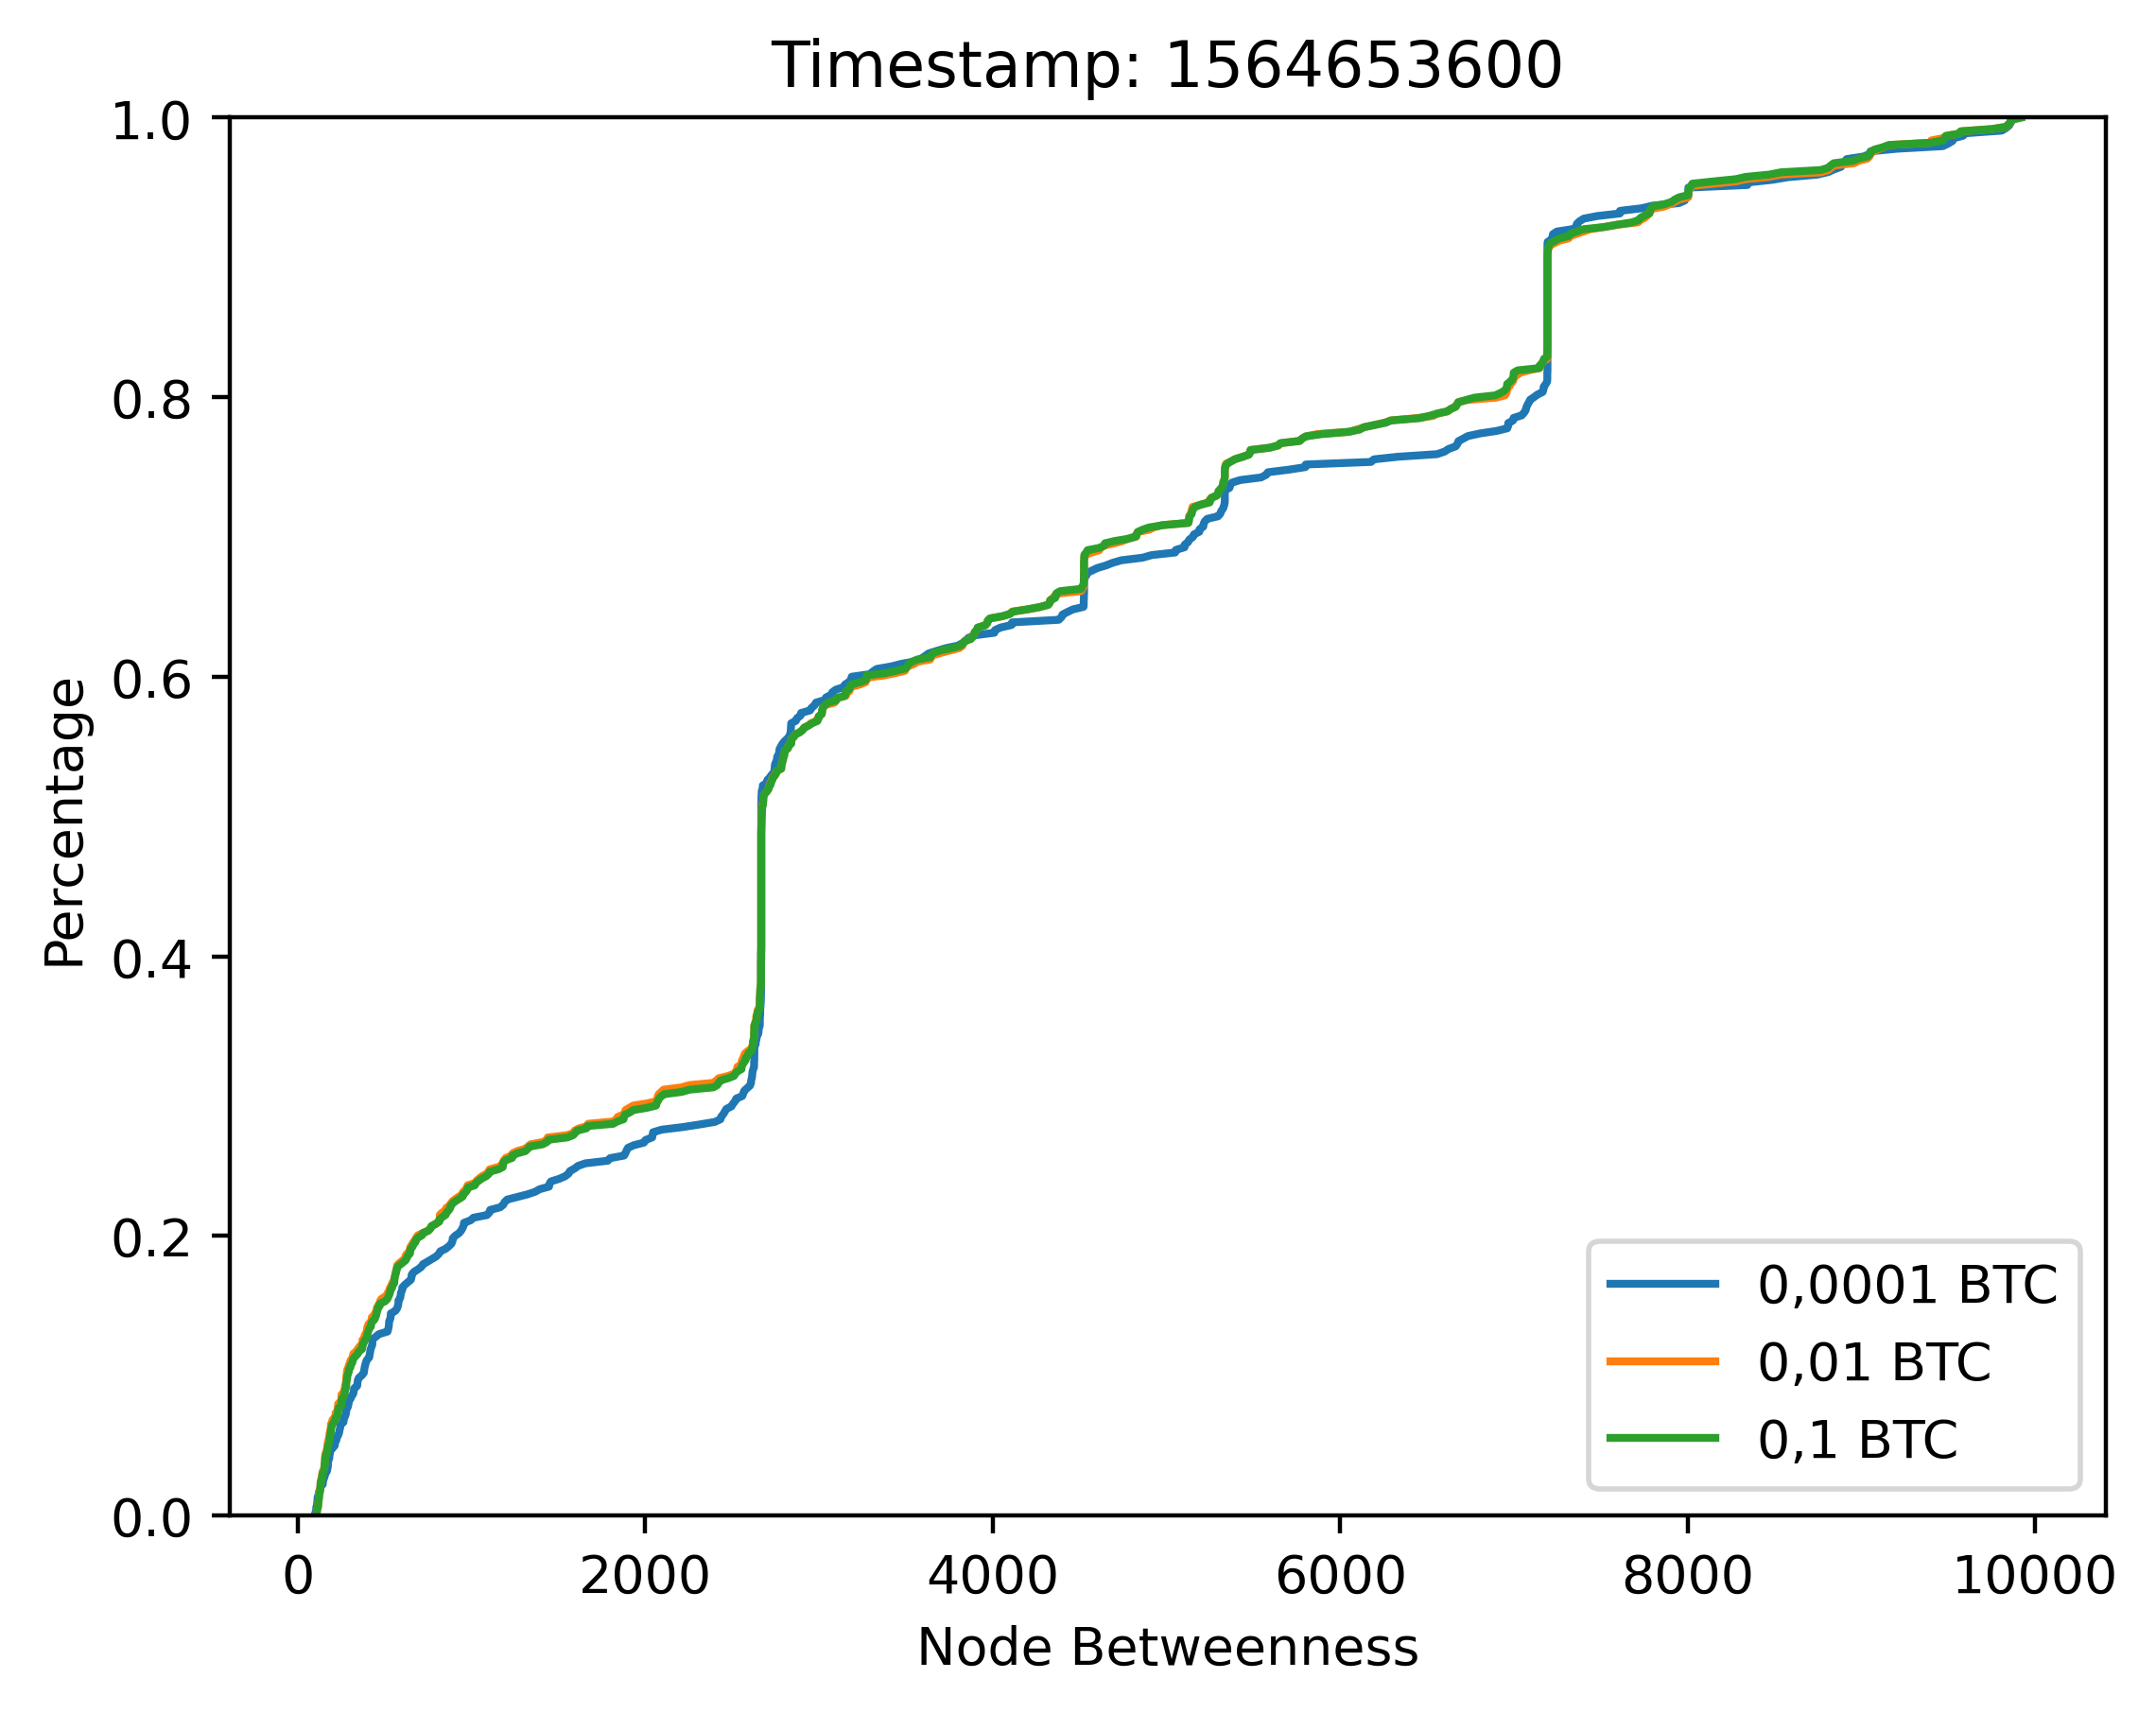 Timestamp: 1564653600
1.0
0.8
0.6
0.4
0.2
0.0
Percentage
0 2000 4000 6000 8000 10000
Node Betweenness
0,0001 BTC
0,01 BTC
0,1 BTC